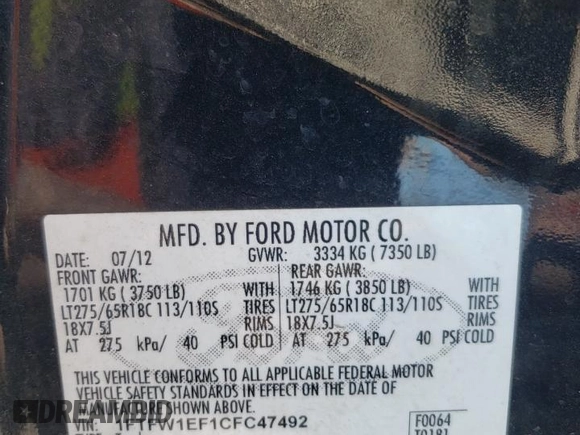 MFD. BY FORD MOTOR CO.
DATE: 07/12 GVWR: 3334 KG ( 7350 LB)
FRONT GAWR: REAR GAWR:
1701 KG ( 3750 LB) WITH 1746 KG ( 3850 LB) WITH
LT275/65R18C 113/110S TIRES LT275/65R18C 113/110S TIRES
18X7.5J RIMS 18X7.5J RIMS
AT 275 kPa/ 40 PSI COLD AT 275 kPa/ 40 PSI COLD
THIS VEHICLE CONFORMS TO ALL APPLICABLE FEDERAL MOTOR
VEHICLE SAFETY STANDARDS IN EFFECT ON THE DATE OF
MANUFACTURE SHOWN ABOVE.
W1EF1CFC47492 F0064
T0181